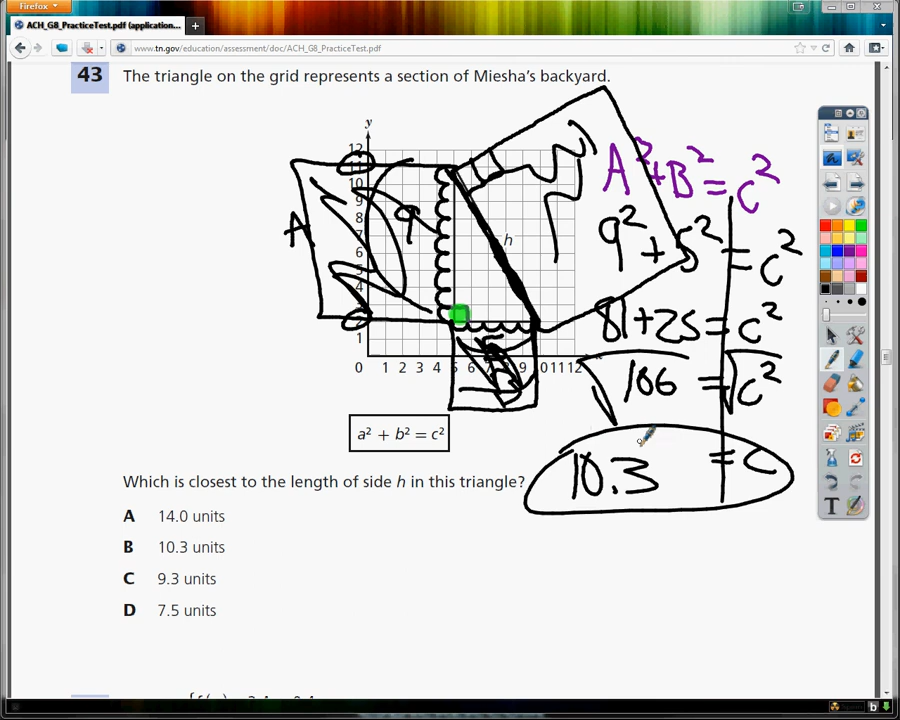 Firefox
ACH_G8_PracticeTest.pdf (application...
www.tn.gov/education/assessment/doc/ACH_G8_PracticeTest.pdf
43 The triangle on the grid represents a section of Miesha's backyard.
y
12
11
10
9
8
7
6
5
4
3
2
1
0 1 2 3 4 5 6 7 8 9 10 11 12
h
A
9
5
a² + b² = c²
A² + B² = C²
9² + 5² = C²
81 + 25 = C²
√106 = √C²
10.3 = C
Which is closest to the length of side h in this triangle?
A 14.0 units
B 10.3 units
C 9.3 units
D 7.5 units
T